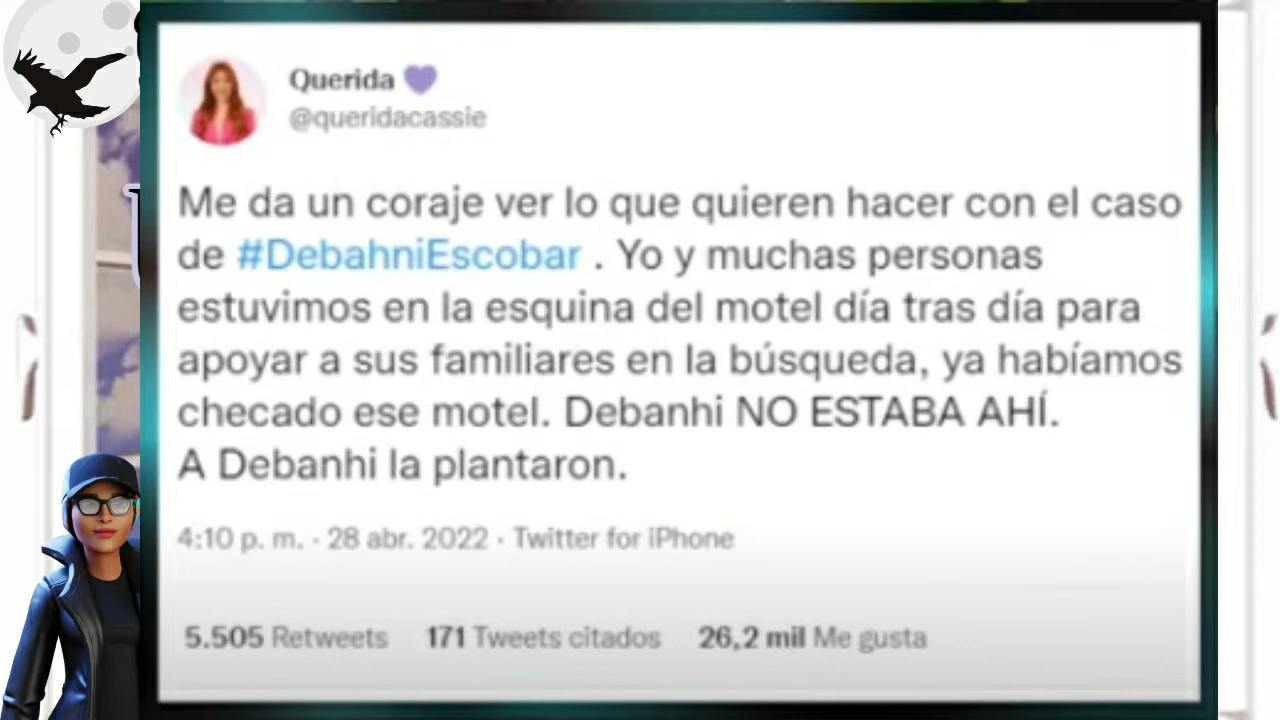 Querida 💜
@queridacassie
Me da un coraje ver lo que quieren hacer con el caso
de #DebahniEscobar . Yo y muchas personas
estuvimos en la esquina del motel día tras día para
apoyar a sus familiares en la búsqueda, ya habíamos
checado ese motel. Debanhi NO ESTABA AHÍ.
A Debanhi la plantaron.
4:10 p. m. · 28 abr. 2022 · Twitter for iPhone
5.505 Retweets 171 Tweets citados 26,2 mil Me gusta